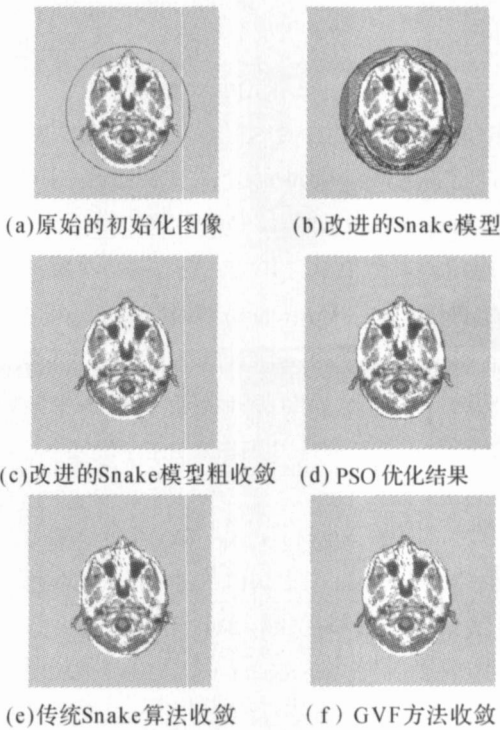 (a)原始的初始化图像
(b)改进的Snake模型
(c)改进的Snake模型粗收敛
(d) PSO 优化结果
(e)传统Snake算法收敛
(f) GVF方法收敛